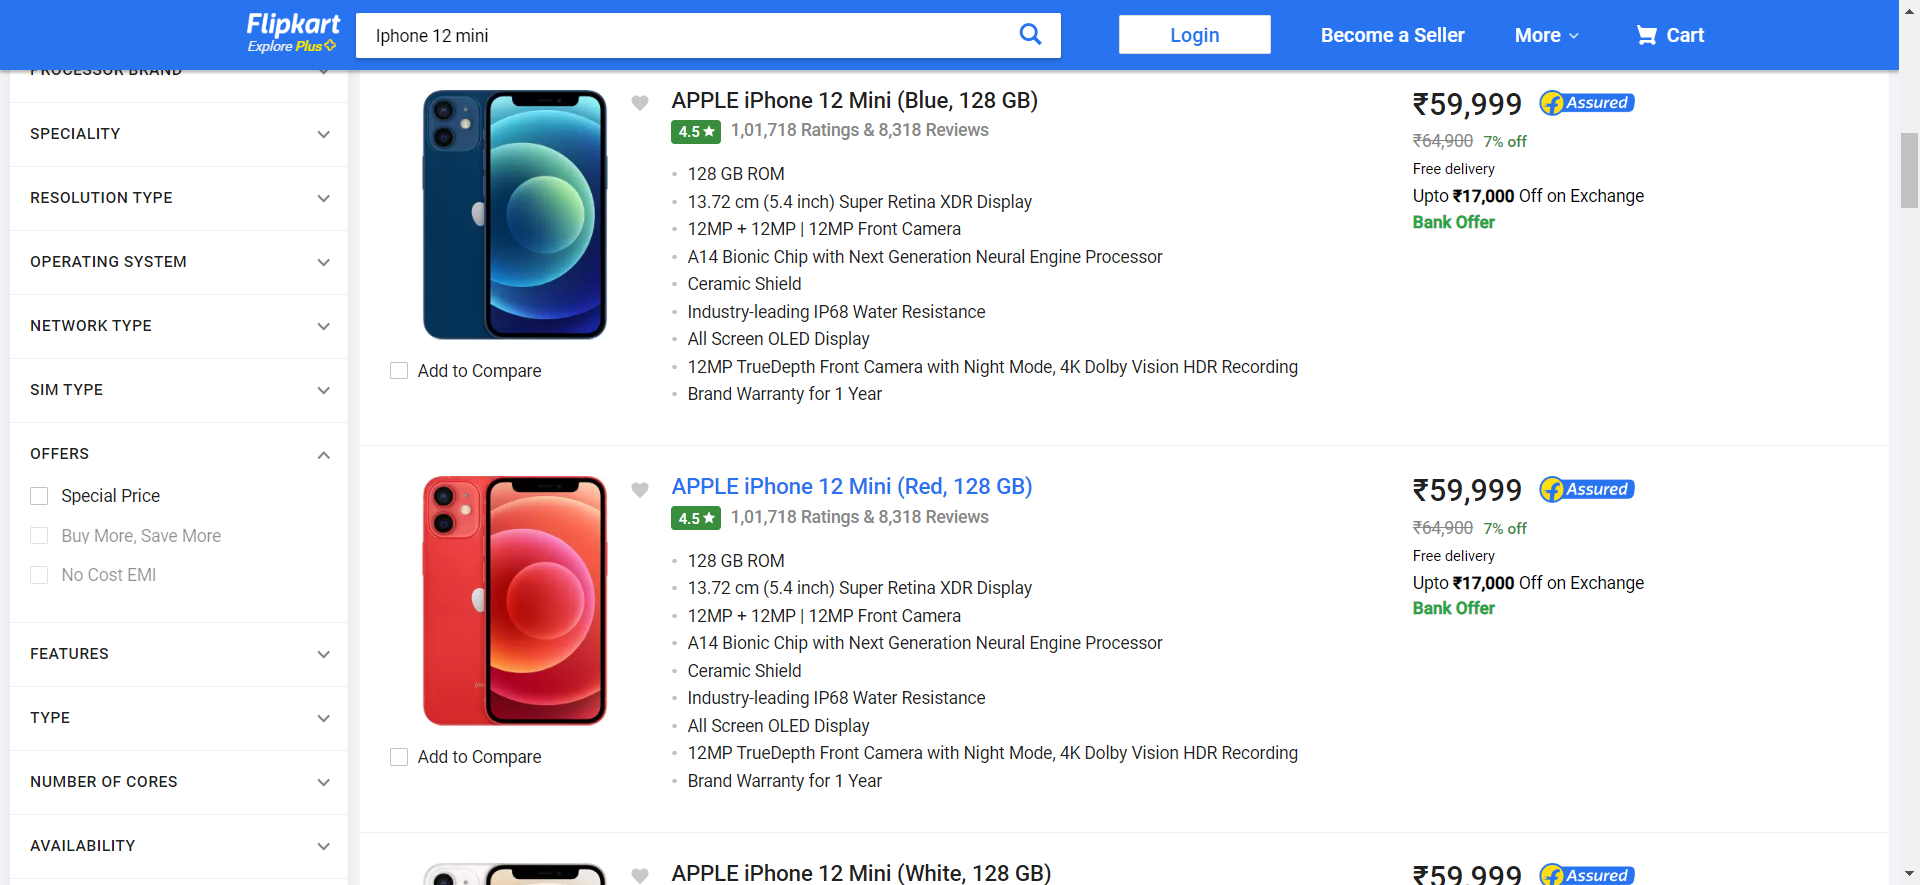 Flipkart
Explore Plus
Iphone 12 mini
Login
Become a Seller
More
Cart
PROCESSOR BRAND
SPECIALITY
RESOLUTION TYPE
OPERATING SYSTEM
NETWORK TYPE
SIM TYPE
OFFERS
Special Price
Buy More, Save More
No Cost EMI
FEATURES
TYPE
NUMBER OF CORES
AVAILABILITY
APPLE iPhone 12 Mini (Blue, 128 GB)
4.5★ 1,01,718 Ratings & 8,318 Reviews
128 GB ROM
13.72 cm (5.4 inch) Super Retina XDR Display
12MP + 12MP | 12MP Front Camera
A14 Bionic Chip with Next Generation Neural Engine Processor
Ceramic Shield
Industry-leading IP68 Water Resistance
All Screen OLED Display
12MP TrueDepth Front Camera with Night Mode, 4K Dolby Vision HDR Recording
Brand Warranty for 1 Year
Add to Compare
₹59,999 Assured
₹64,900 7% off
Free delivery
Upto ₹17,000 Off on Exchange
Bank Offer
APPLE iPhone 12 Mini (Red, 128 GB)
4.5★ 1,01,718 Ratings & 8,318 Reviews
128 GB ROM
13.72 cm (5.4 inch) Super Retina XDR Display
12MP + 12MP | 12MP Front Camera
A14 Bionic Chip with Next Generation Neural Engine Processor
Ceramic Shield
Industry-leading IP68 Water Resistance
All Screen OLED Display
12MP TrueDepth Front Camera with Night Mode, 4K Dolby Vision HDR Recording
Brand Warranty for 1 Year
Add to Compare
₹59,999 Assured
₹64,900 7% off
Free delivery
Upto ₹17,000 Off on Exchange
Bank Offer
APPLE iPhone 12 Mini (White, 128 GB)
₹59,999 Assured